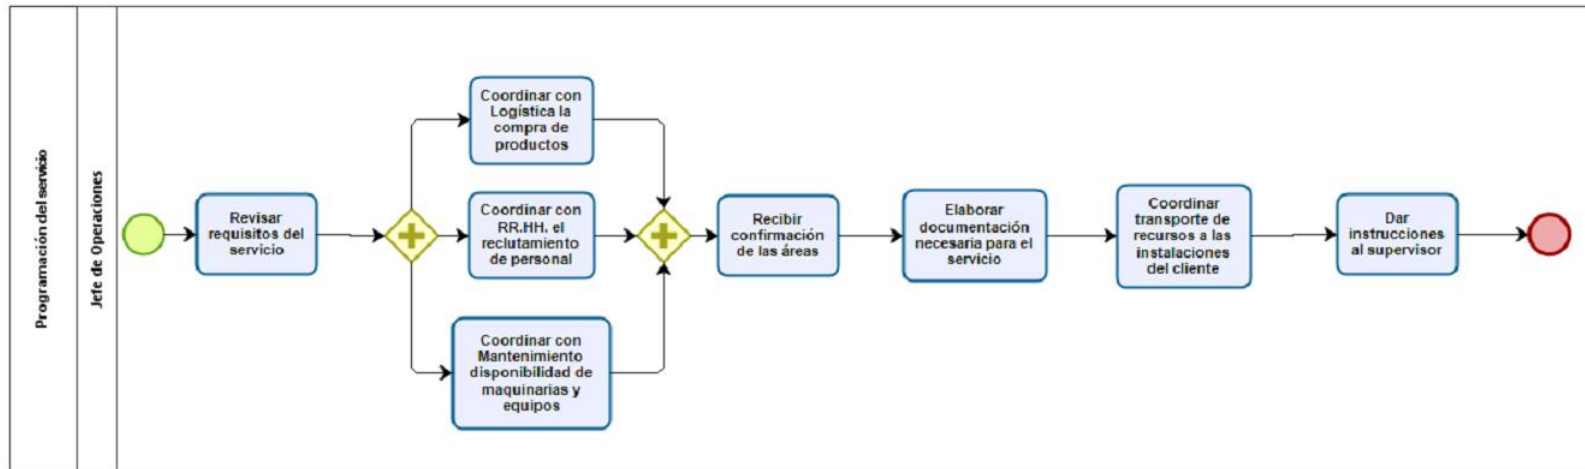 Programación del servicio
Jefe de Operaciones
Revisar
requisitos del
servicio
Coordinar con
Logística la
compra de
productos
Coordinar con
RR.HH. el
reclutamiento
de personal
Coordinar con
Mantenimiento
disponibilidad de
maquinarias y
equipos
Recibir
confirmación
de las áreas
Elaborar
documentación
necesaria para el
servicio
Coordinar
transporte de
recursos a las
instalaciones
del cliente
Dar
instrucciones
al supervisor